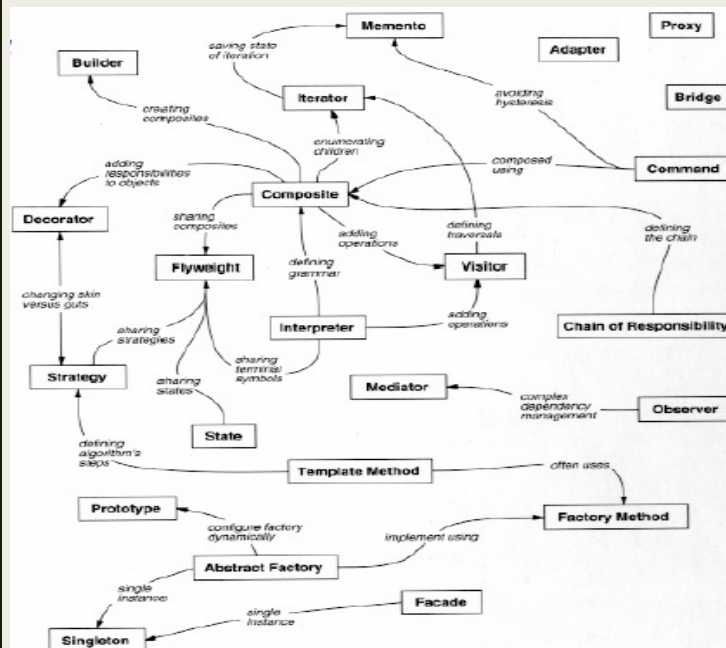 Memento
Proxy
saving state
of iteration
Adapter
Builder
Iterator
avoiding
hysteresis
Bridge
creating
composites
enumerating
children
adding
responsibilities
to objects
composed
using
Command
Composite
Decorator
sharing
composites
adding
operations
defining
traversals
defining
the chain
Flyweight
defining
grammar
Visitor
changing skin
versus guts
adding
operations
Interpreter
Chain of Responsibility
sharing
strategies
sharing
terminal
symbols
Strategy
sharing
states
Mediator
complex
dependency
management
Observer
State
defining
algorithm's
steps
Template Method
often uses
Prototype
Factory Method
configure factory
dynamically
implement using
Abstract Factory
single
instance
Facade
single
instance
Singleton